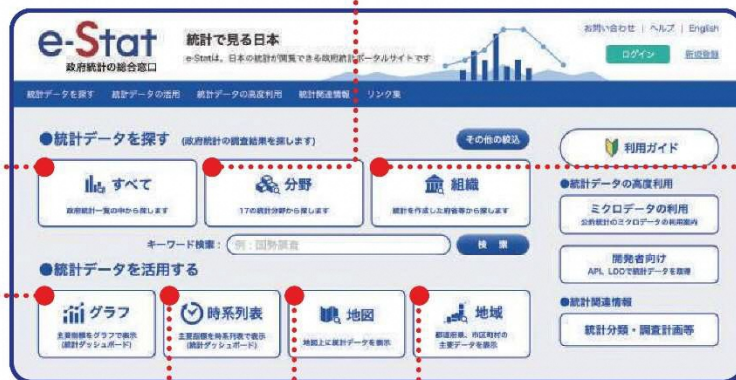 e-Stat
政府統計の総合窓口
統計で見る日本
e-Statは、日本の統計が閲覧できる政府統計ポータルサイトです
お問い合わせ | ヘルプ | English
ログイン
新規登録
統計データを探す 統計データの活用 統計データの高度利用 統計関連情報 リンク集
●統計データを探す (政府統計の調査結果を探します)
その他の絞込
すべて
政府統計一覧の中から探します
分野
17の統計分野から探します
組織
統計を作成した府省等から探します
キーワード検索：
例：国勢調査
検索
●統計データを活用する
グラフ
主要指標をグラフで表示
(統計ダッシュボード)
時系列表
主要指標を時系列表で表示
(統計ダッシュボード)
地図
地図上に統計データを表示
地域
都道府県、市区町村の
主要データを表示
利用ガイド
●統計データの高度利用
ミクロデータの利用
公的統計のミクロデータの利用案内
開発者向け
API、LODで統計データを取得
●統計関連情報
統計分類・調査計画等